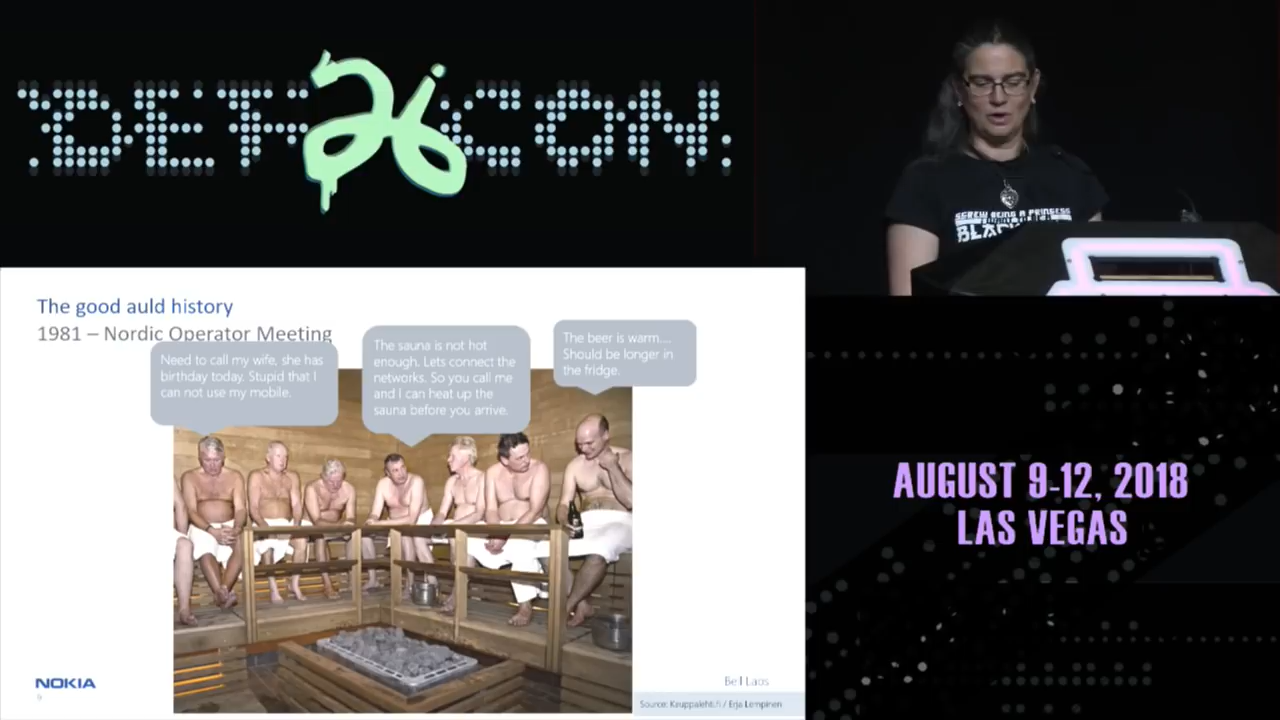 DEF CON
26
SCREW BEING A PRINCESS
The good auld history
1981 – Nordic Operator Meeting
Need to call my wife, she has
birthday today. Stupid that I
can not use my mobile.
The sauna is not hot
enough. Lets connect the
networks. So you call me
and I can heat up the
sauna before you arrive.
The beer is warm....
Should be longer in
the fridge.
AUGUST 9-12, 2018
LAS VEGAS
NOKIA
9
Bell Labs
Source: Kauppalehti.fi / Erja Lempinen